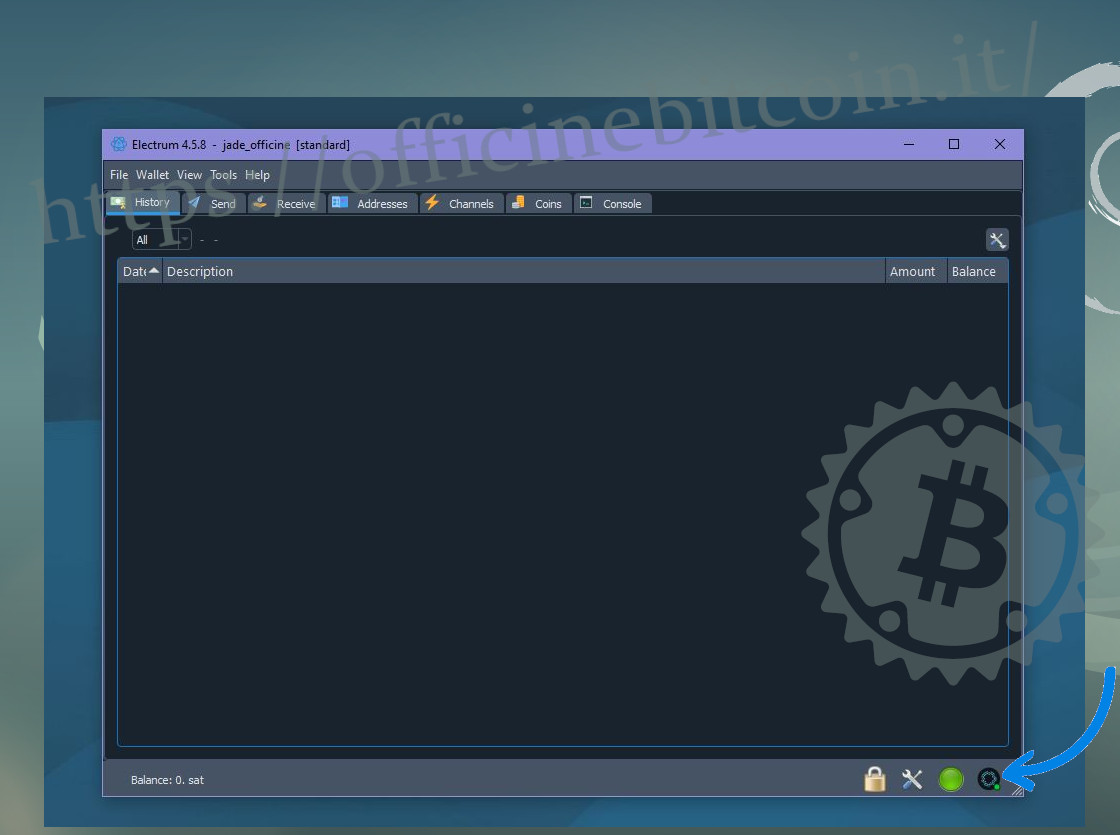 https://officinebitcoin.it/
Electrum 4.5.8 - jade_officine [standard]
File Wallet View Tools Help
History Send Receive Addresses Channels Coins Console
All - -
Date Description Amount Balance
Balance: 0. sat